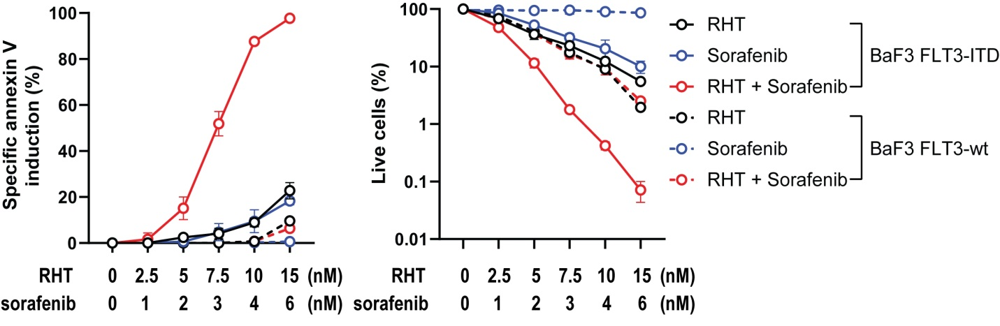 Specific annexin V
induction (%)
100
80
60
40
20
0
RHT 0 2.5 5 7.5 10 15 (nM)
sorafenib 0 1 2 3 4 6 (nM)
Live cells (%)
100
10
1
0.1
0.01
RHT 0 2.5 5 7.5 10 15 (nM)
sorafenib 0 1 2 3 4 6 (nM)
RHT
Sorafenib
RHT + Sorafenib
BaF3 FLT3-ITD
RHT
Sorafenib
RHT + Sorafenib
BaF3 FLT3-wt